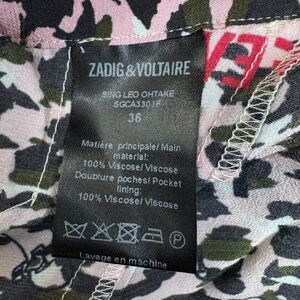 ZADIG&VOLTAIRE
SING LEO OHTAKE
SGCA3301F
36
Matière principale/Main
material:
100% Viscose/Viscose
Doublure poches/Pocket
lining:
100% Viscose/Viscose
P
Lavage en machine